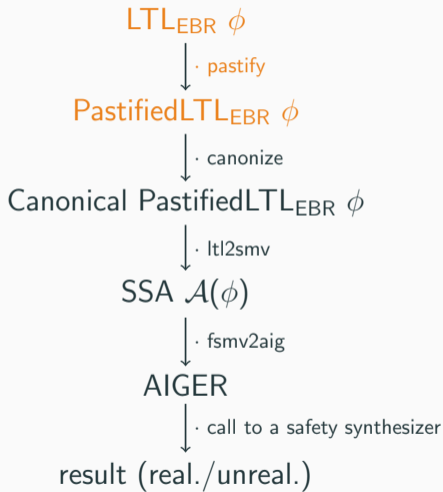 LTL_EBR ϕ
· pastify
PastifiedLTL_EBR ϕ
· canonize
Canonical PastifiedLTL_EBR ϕ
· ltl2smv
SSA 𝒜(ϕ)
· fsmv2aig
AIGER
· call to a safety synthesizer
result (real./unreal.)